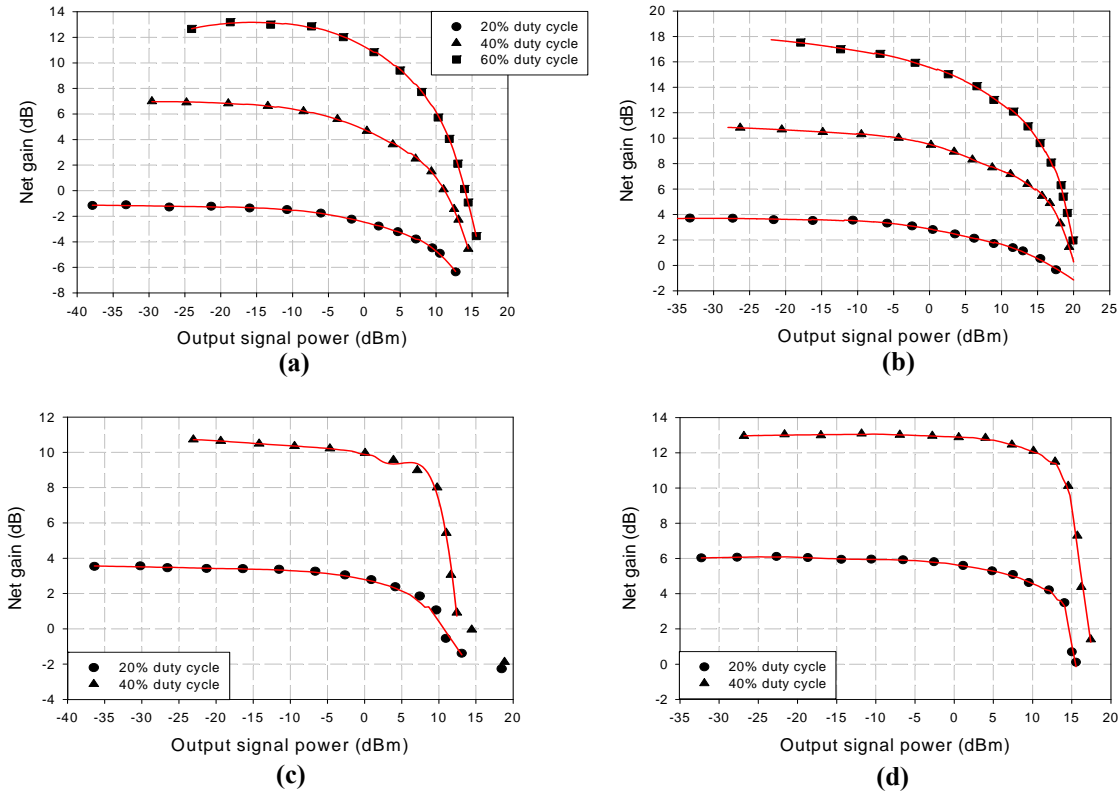 14
12
10
8
6
4
2
0
-2
-4
-6
-8
Net gain (dB)
-40 -35 -30 -25 -20 -15 -10 -5 0 5 10 15 20
Output signal power (dBm)
20% duty cycle
40% duty cycle
60% duty cycle
(a)
20
18
16
14
12
10
8
6
4
2
0
-2
Net gain (dB)
-35 -30 -25 -20 -15 -10 -5 0 5 10 15 20 25
Output signal power (dBm)
(b)
12
10
8
6
4
2
0
-2
-4
Net gain (dB)
20% duty cycle
40% duty cycle
-40 -35 -30 -25 -20 -15 -10 -5 0 5 10 15 20
Output signal power (dBm)
(c)
14
12
10
8
6
4
2
0
-2
Net gain (dB)
20% duty cycle
40% duty cycle
-35 -30 -25 -20 -15 -10 -5 0 5 10 15 20
Output signal power (dBm)
(d)